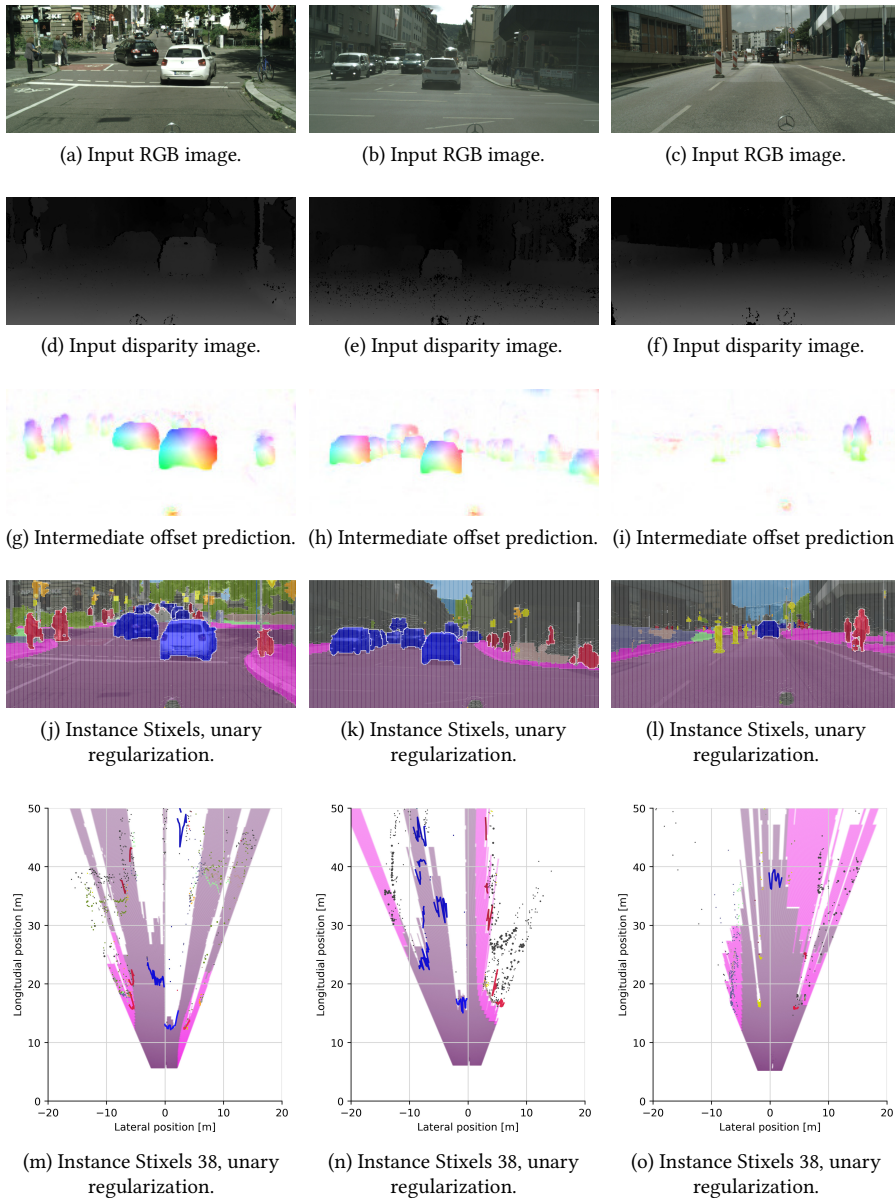 (a) Input RGB image.
(b) Input RGB image.
(c) Input RGB image.
(d) Input disparity image.
(e) Input disparity image.
(f) Input disparity image.
(g) Intermediate offset prediction.
(h) Intermediate offset prediction.
(i) Intermediate offset prediction
(j) Instance Stixels, unary
regularization.
(k) Instance Stixels, unary
regularization.
(l) Instance Stixels, unary
regularization.
50
40
30
20
10
0
Longitudial position [m]
−20 −10 0 10 20
Lateral position [m]
50
40
30
20
10
0
Longitudial position [m]
−20 −10 0 10 20
Lateral position [m]
50
40
30
20
10
0
Longitudial position [m]
−20 −10 0 10 20
Lateral position [m]
(m) Instance Stixels 38, unary
regularization.
(n) Instance Stixels 38, unary
regularization.
(o) Instance Stixels 38, unary
regularization.